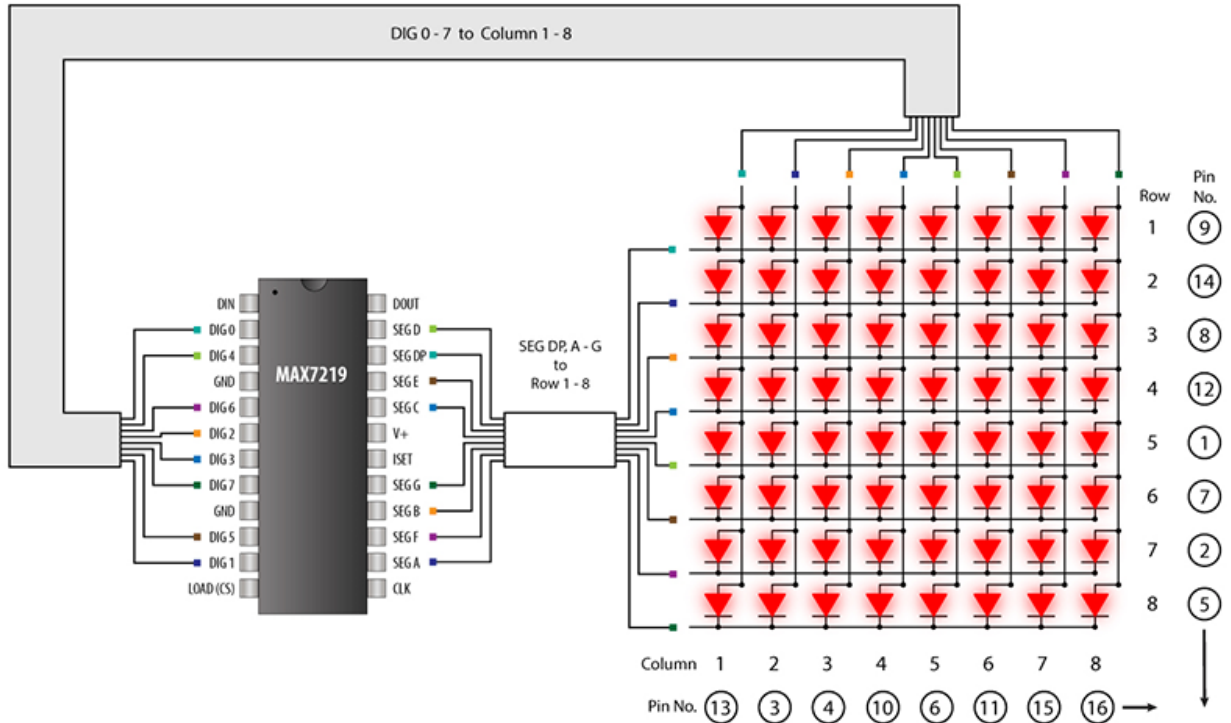 DIG 0 - 7 to Column 1 - 8
Row
Pin
No.
1 9
2 14
3 8
4 12
5 1
6 7
7 2
8 5
SEG DP, A - G
to
Row 1 - 8
MAX7219
DIN
DIG 0
DIG 4
GND
DIG 6
DIG 2
DIG 3
DIG 7
GND
DIG 5
DIG 1
LOAD (CS)
DOUT
SEG D
SEG DP
SEG E
SEG C
V+
ISET
SEG G
SEG B
SEG F
SEG A
CLK
Column 1 2 3 4 5 6 7 8
Pin No. 13 3 4 10 6 11 15 16